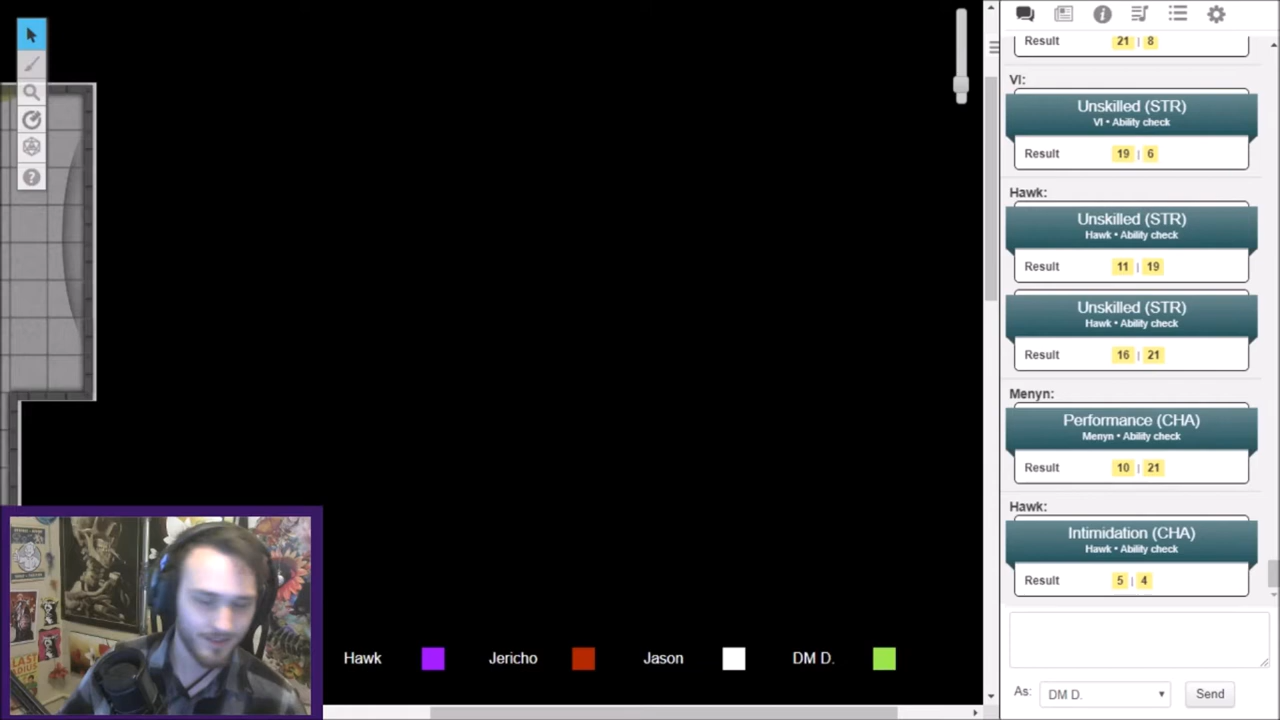 Result 21 | 8
VI:
Unskilled (STR)
VI • Ability check
Result 19 | 6
Hawk:
Unskilled (STR)
Hawk • Ability check
Result 11 | 19
Unskilled (STR)
Hawk • Ability check
Result 16 | 21
Menyn:
Performance (CHA)
Menyn • Ability check
Result 10 | 21
Hawk:
Intimidation (CHA)
Hawk • Ability check
Result 5 | 4
As: DM D. Send
Hawk Jericho Jason DM D.
LAST